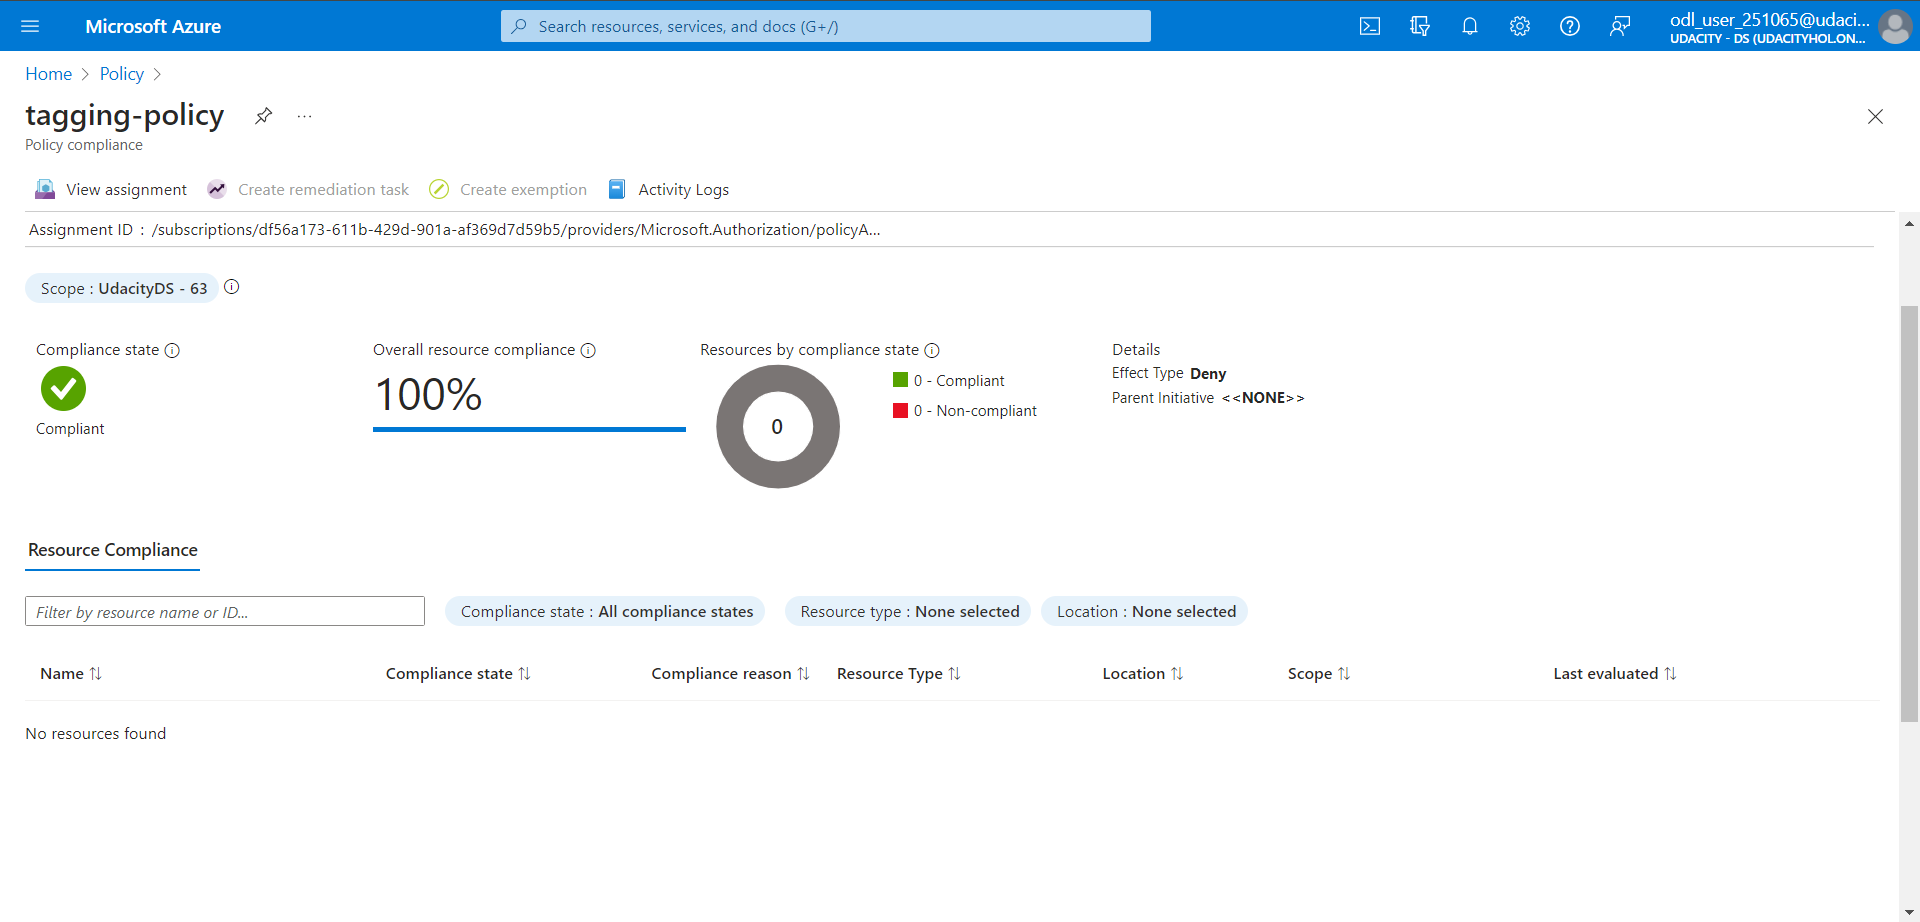 Microsoft Azure
Search resources, services, and docs (G+/)
odl_user_251065@udaci...
UDACITY - DS (UDACITYHOL.ON...
Home > Policy >
tagging-policy ...
Policy compliance
View assignment Create remediation task Create exemption Activity Logs
Assignment ID : /subscriptions/df56a173-611b-429d-901a-af369d7d59b5/providers/Microsoft.Authorization/policyA...
Scope : UdacityDS - 63
Compliance state
Compliant
Overall resource compliance
100%
Resources by compliance state
0
0 - Compliant
0 - Non-compliant
Details
Effect Type Deny
Parent Initiative <<NONE>>
Resource Compliance
Filter by resource name or ID...
Compliance state : All compliance states
Resource type : None selected
Location : None selected
Name Compliance state Compliance reason Resource Type Location Scope Last evaluated
No resources found